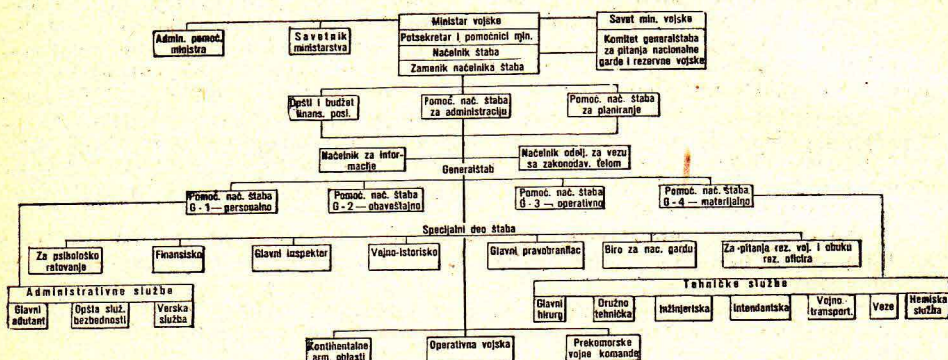 Ministar vojske
Potsekretar i pomoćnici min.
Načelnik štaba
Zamenik načelnika štaba
Admin. pomoć.
ministra
Savetnik
ministarstva
Savet min. vojske
Komitet generalštaba
za pitanja nacionalne
garde i rezervne vojske
Opšti i budžet
finans. posl.
Pomoć. nač. štaba
za administraciju
Pomoć. nač. štaba
za planiranje
Načelnik za infor-
macije
Načelnik odelj. za vezu
sa zakonodav. telom
Generalštab
Pomoć. nač. štaba
G - 1 — personalno
Pomoć. nač. štaba
G - 2 — obaveštajno
Pomoć. nač. štaba
G - 3 — operativno
Pomoć. nač. štaba
G - 4 — materijalno
Specijalni deo štaba
Za psihološko
ratovanje
Finansisko
Glavni inspektor
Vojno-istorisko
Glavni pravobranilac
Biro za nac. gardu
Za pitanja rez. voj. i obuku
rez. oficira
Administrativne službe
Glavni
ađutant
Opšta služ.
bezbednosti
Verska
služba
Tehničke službe
Glavni
hirurg
Oružno
tehnička
Inžinjeriska
Intendantska
Vojno.
transport.
Veze
Hemiska
služba
Kontinentalne
arm. oblasti
Operativna vojska
Prekomorske
vojne komande